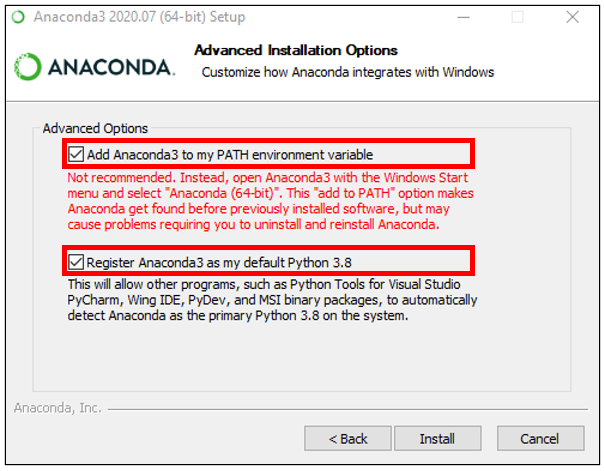 Anaconda3 2020.07 (64-bit) Setup
Advanced Installation Options
ANACONDA.
Customize how Anaconda integrates with Windows
Advanced Options
Add Anaconda3 to my PATH environment variable
Not recommended. Instead, open Anaconda3 with the Windows Start
menu and select "Anaconda (64-bit)". This "add to PATH" option makes
Anaconda get found before previously installed software, but may
cause problems requiring you to uninstall and reinstall Anaconda.
Register Anaconda3 as my default Python 3.8
This will allow other programs, such as Python Tools for Visual Studio
PyCharm, Wing IDE, PyDev, and MSI binary packages, to automatically
detect Anaconda as the primary Python 3.8 on the system.
Anaconda, Inc.
< Back
Install
Cancel